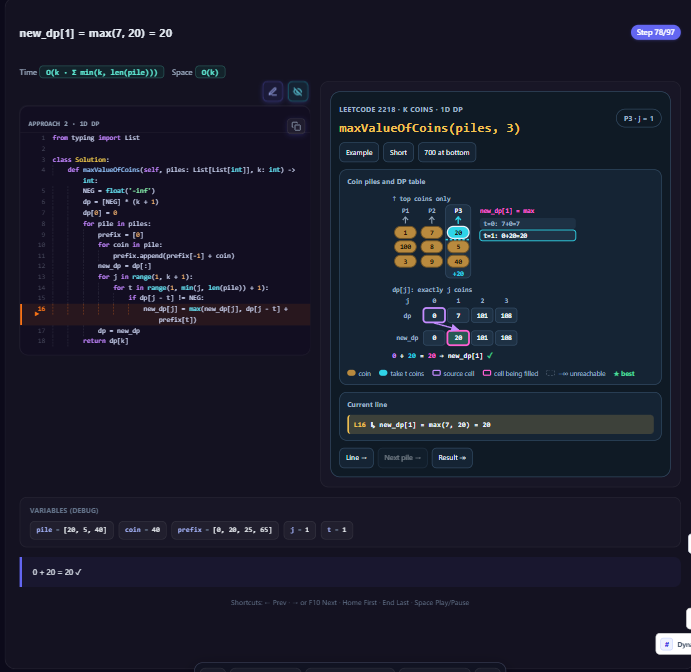 new_dp[1] = max(7, 20) = 20
Step 78/97
Time O(k · Σ min(k, len(pile))) Space O(k)
APPROACH 2 · 1D DP
1 from typing import List
2
3 class Solution:
4 def maxValueOfCoins(self, piles: List[List[int]], k: int) ->
int:
5 NEG = float('-inf')
6 dp = [NEG] * (k + 1)
7 dp[0] = 0
8 for pile in piles:
9 prefix = [0]
10 for coin in pile:
11 prefix.append(prefix[-1] + coin)
12 new_dp = dp[:]
13 for j in range(1, k + 1):
14 for t in range(1, min(j, len(pile)) + 1):
15 if dp[j - t] != NEG:
16 new_dp[j] = max(new_dp[j], dp[j - t] +
prefix[t])
17 dp = new_dp
18 return dp[k]
LEETCODE 2218 · K COINS · 1D DP
P3 · j = 1
maxValueOfCoins(piles, 3)
Example Short 700 at bottom
Coin piles and DP table
↑ top coins only
P1 P2 P3
new_dp[1] = max
↑ ↑ ↑
t=0: 7+0=7
1 7 20
t=1: 0+20=20
100 8 5
3 9 40
+20
dp[j]: exactly j coins
j 0 1 2 3
dp 0 7 101 108
new_dp 0 20 101 108
0 + 20 = 20 → new_dp[1] ✓
coin take t coins source cell cell being filled −∞ unreachable ★ best
Current line
L16 new_dp[1] = max(7, 20) = 20
Line → Next pile → Result ↠
VARIABLES (DEBUG)
pile = [20, 5, 40] coin = 40 prefix = [0, 20, 25, 65] j = 1 t = 1
0 + 20 = 20 ✓
Shortcuts: ← Prev · → or F10 Next · Home First · End Last · Space Play/Pause
#